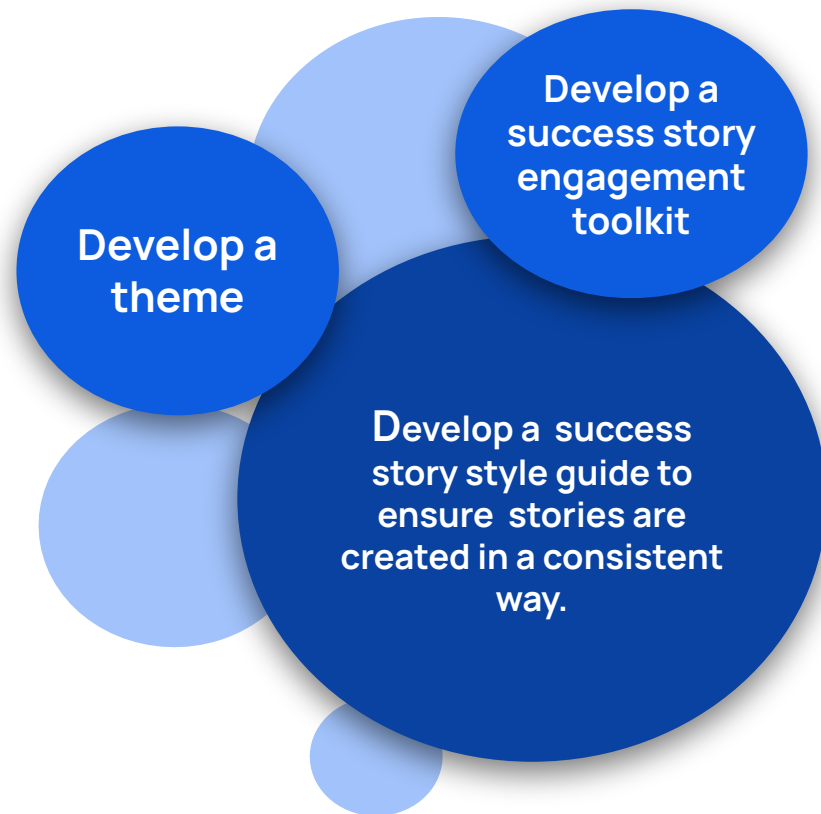 Develop a
success story
engagement
toolkit
Develop a
theme
Develop a  success
story style guide to
ensure  stories are
created in a consistent
way.